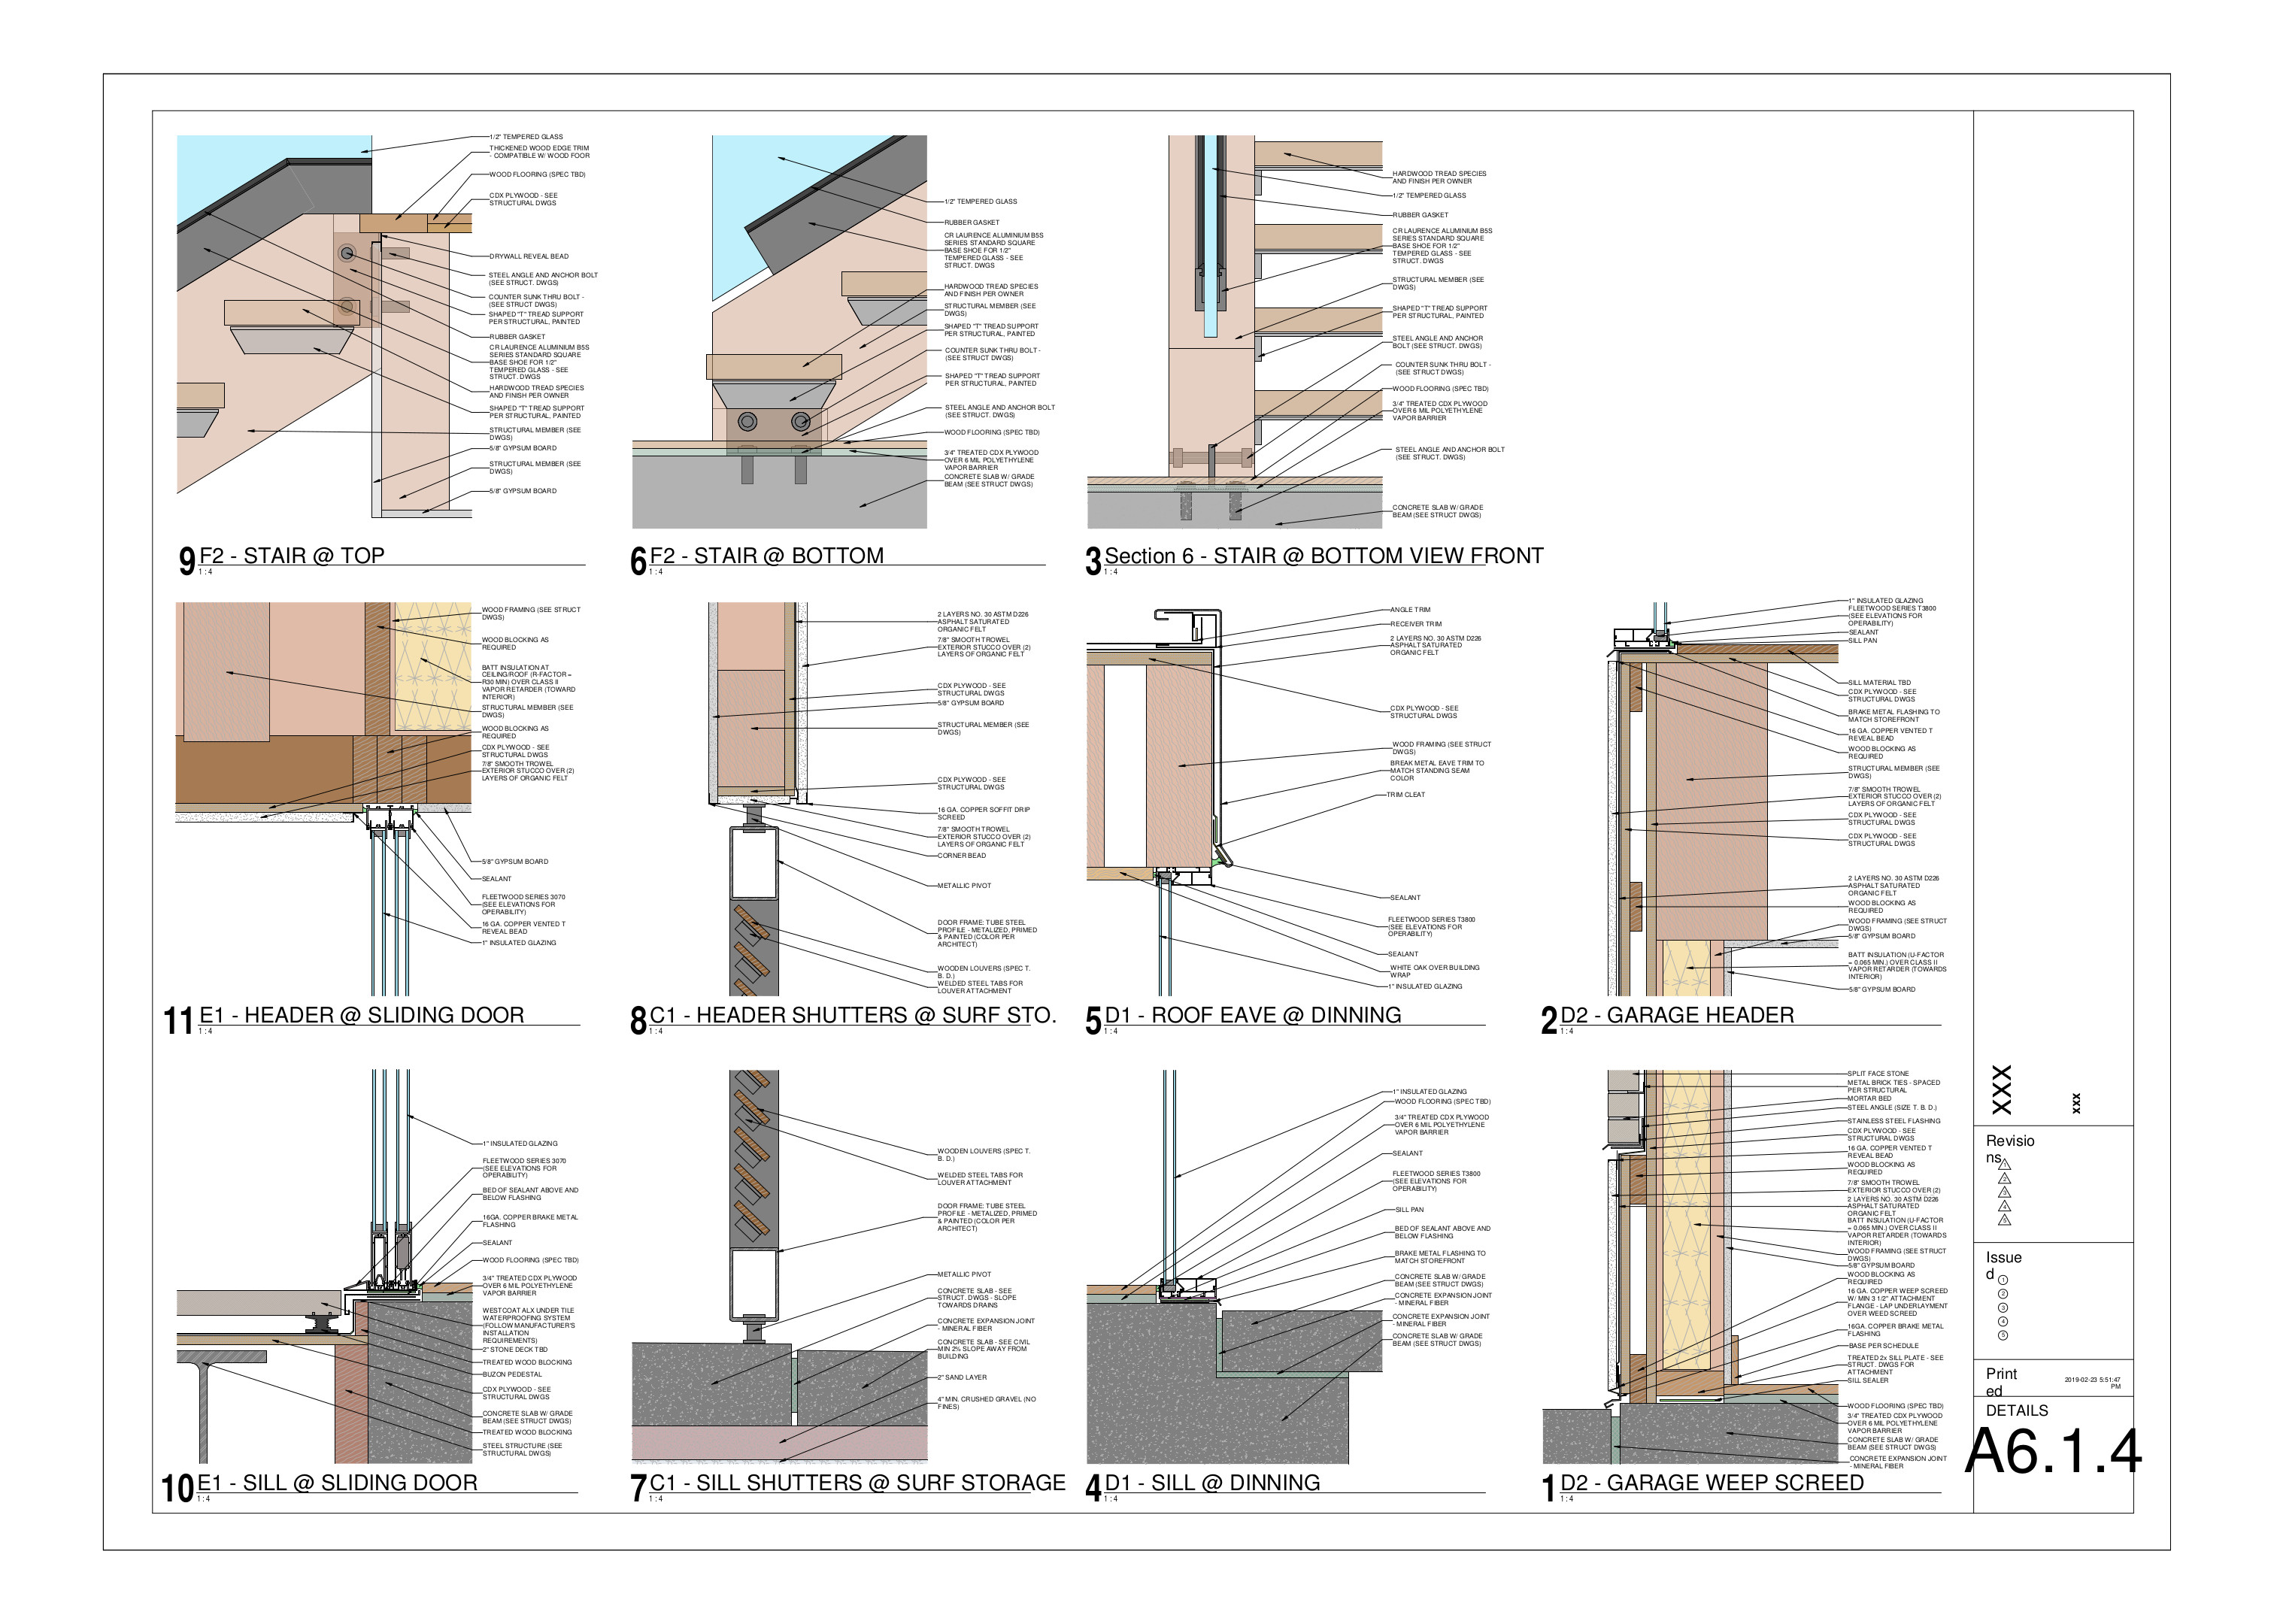 1/2" TEMPERED GLASS
THICKENED WOOD EDGE TRIM
- COMPATIBLE W/ WOOD FOOR
WOOD FLOORING (SPEC TBD)
CDX PLYWOOD - SEE
STRUCTURAL DWGS
DRYWALL REVEAL BEAD
STEEL ANGLE AND ANCHOR BOLT
(SEE STRUCT. DWGS)
COUNTER SUNK THRU BOLT -
(SEE STRUCT DWGS)
SHAPED "T" TREAD SUPPORT
PER STRUCTURAL, PAINTED
RUBBER GASKET
CR LAURENCE ALUMINIUM B5S
SERIES STANDARD SQUARE
BASE SHOE FOR 1/2"
TEMPERED GLASS - SEE
STRUCT. DWGS
HARDWOOD TREAD SPECIES
AND FINISH PER OWNER
SHAPED "T" TREAD SUPPORT
PER STRUCTURAL, PAINTED
STRUCTURAL MEMBER (SEE
DWGS)
5/8" GYPSUM BOARD
STRUCTURAL MEMBER (SEE
DWGS)
5/8" GYPSUM BOARD
9 F2 - STAIR @ TOP
1 : 4
1/2" TEMPERED GLASS
RUBBER GASKET
CR LAURENCE ALUMINIUM B5S
SERIES STANDARD SQUARE
BASE SHOE FOR 1/2"
TEMPERED GLASS - SEE
STRUCT. DWGS
HARDWOOD TREAD SPECIES
AND FINISH PER OWNER
STRUCTURAL MEMBER (SEE
DWGS)
SHAPED "T" TREAD SUPPORT
PER STRUCTURAL, PAINTED
COUNTER SUNK THRU BOLT -
(SEE STRUCT DWGS)
SHAPED "T" TREAD SUPPORT
PER STRUCTURAL, PAINTED
STEEL ANGLE AND ANCHOR BOLT
(SEE STRUCT. DWGS)
WOOD FLOORING (SPEC TBD)
3/4" TREATED CDX PLYWOOD
OVER 6 MIL POLYETHYLENE
VAPOR BARRIER
CONCRETE SLAB W/ GRADE
BEAM (SEE STRUCT DWGS)
6 F2 - STAIR @ BOTTOM
1 : 4
HARDWOOD TREAD SPECIES
AND FINISH PER OWNER
1/2" TEMPERED GLASS
RUBBER GASKET
CR LAURENCE ALUMINIUM B5S
SERIES STANDARD SQUARE
BASE SHOE FOR 1/2"
TEMPERED GLASS - SEE
STRUCT. DWGS
STRUCTURAL MEMBER (SEE
DWGS)
SHAPED "T" TREAD SUPPORT
PER STRUCTURAL, PAINTED
STEEL ANGLE AND ANCHOR
BOLT (SEE STRUCT. DWGS)
COUNTER SUNK THRU BOLT -
(SEE STRUCT DWGS)
WOOD FLOORING (SPEC TBD)
3/4" TREATED CDX PLYWOOD
OVER 6 MIL POLYETHYLENE
VAPOR BARRIER
STEEL ANGLE AND ANCHOR BOLT
(SEE STRUCT. DWGS)
CONCRETE SLAB W/ GRADE
BEAM (SEE STRUCT DWGS)
3 Section 6 - STAIR @ BOTTOM VIEW FRONT
1 : 4
WOOD FRAMING (SEE STRUCT
DWGS)
WOOD BLOCKING AS
REQUIRED
BATT INSULATION AT
CEILING/ROOF (R-FACTOR =
R30 MIN) OVER CLASS II
VAPOR RETARDER (TOWARD
INTERIOR)
STRUCTURAL MEMBER (SEE
DWGS)
WOOD BLOCKING AS
REQUIRED
CDX PLYWOOD - SEE
STRUCTURAL DWGS
7/8" SMOOTH TROWEL
EXTERIOR STUCCO OVER (2)
LAYERS OF ORGANIC FELT
5/8" GYPSUM BOARD
SEALANT
FLEETWOOD SERIES 3070
(SEE ELEVATIONS FOR
OPERABILITY)
16 GA. COPPER VENTED T
REVEAL BEAD
1" INSULATED GLAZING
11 E1 - HEADER @ SLIDING DOOR
1 : 4
2 LAYERS NO. 30 ASTM D226
ASPHALT SATURATED
ORGANIC FELT
7/8" SMOOTH TROWEL
EXTERIOR STUCCO OVER (2)
LAYERS OF ORGANIC FELT
CDX PLYWOOD - SEE
STRUCTURAL DWGS
5/8" GYPSUM BOARD
STRUCTURAL MEMBER (SEE
DWGS)
CDX PLYWOOD - SEE
STRUCTURAL DWGS
16 GA. COPPER SOFFIT DRIP
SCREED
7/8" SMOOTH TROWEL
EXTERIOR STUCCO OVER (2)
LAYERS OF ORGANIC FELT
CORNER BEAD
METALLIC PIVOT
DOOR FRAME: TUBE STEEL
PROFILE - METALIZED, PRIMED
& PAINTED (COLOR PER
ARCHITECT)
WOODEN LOUVERS (SPEC T.
B. D.)
WELDED STEEL TABS FOR
LOUVER ATTACHMENT
8 C1 - HEADER SHUTTERS @ SURF STO.
1 : 4
ANGLE TRIM
RECEIVER TRIM
2 LAYERS NO. 30 ASTM D226
ASPHALT SATURATED
ORGANIC FELT
CDX PLYWOOD - SEE
STRUCTURAL DWGS
WOOD FRAMING (SEE STRUCT
DWGS)
BREAK METAL EAVE TRIM TO
MATCH STANDING SEAM
COLOR
TRIM CLEAT
SEALANT
FLEETWOOD SERIES T3800
(SEE ELEVATIONS FOR
OPERABILITY)
SEALANT
WHITE OAK OVER BUILDING
WRAP
1" INSULATED GLAZING
5 D1 - ROOF EAVE @ DINNING
1 : 4
1" INSULATED GLAZING
FLEETWOOD SERIES T3800
(SEE ELEVATIONS FOR
OPERABILITY)
SEALANT
SILL PAN
SILL MATERIAL TBD
CDX PLYWOOD - SEE
STRUCTURAL DWGS
BRAKE METAL FLASHING TO
MATCH STOREFRONT
16 GA. COPPER VENTED T
REVEAL BEAD
WOOD BLOCKING AS
REQUIRED
STRUCTURAL MEMBER (SEE
DWGS)
7/8" SMOOTH TROWEL
EXTERIOR STUCCO OVER (2)
LAYERS OF ORGANIC FELT
CDX PLYWOOD - SEE
STRUCTURAL DWGS
CDX PLYWOOD - SEE
STRUCTURAL DWGS
2 LAYERS NO. 30 ASTM D226
ASPHALT SATURATED
ORGANIC FELT
WOOD BLOCKING AS
REQUIRED
WOOD FRAMING (SEE STRUCT
DWGS)
5/8" GYPSUM BOARD
BATT INSULATION (U-FACTOR
= 0.065 MIN.) OVER CLASS II
VAPOR RETARDER (TOWARDS
INTERIOR)
5/8" GYPSUM BOARD
2 D2 - GARAGE HEADER
1 : 4
1" INSULATED GLAZING
FLEETWOOD SERIES 3070
(SEE ELEVATIONS FOR
OPERABILITY)
BED OF SEALANT ABOVE AND
BELOW FLASHING
16GA. COPPER BRAKE METAL
FLASHING
SEALANT
WOOD FLOORING (SPEC TBD)
3/4" TREATED CDX PLYWOOD
OVER 6 MIL POLYETHYLENE
VAPOR BARRIER
WESTCOAT ALX UNDER TILE
WATERPROOFING SYSTEM
(FOLLOW MANUFACTURER'S
INSTALLATION
REQUIREMENTS)
2" STONE DECK TBD
TREATED WOOD BLOCKING
BUZON PEDESTAL
CDX PLYWOOD - SEE
STRUCTURAL DWGS
CONCRETE SLAB W/ GRADE
BEAM (SEE STRUCT DWGS)
TREATED WOOD BLOCKING
STEEL STRUCTURE (SEE
STRUCTURAL DWGS)
10 E1 - SILL @ SLIDING DOOR
1 : 4
WOODEN LOUVERS (SPEC T.
B. D.)
WELDED STEEL TABS FOR
LOUVER ATTACHMENT
DOOR FRAME: TUBE STEEL
PROFILE - METALIZED, PRIMED
& PAINTED (COLOR PER
ARCHITECT)
METALLIC PIVOT
CONCRETE SLAB - SEE
STRUCT. DWGS - SLOPE
TOWARDS DRAINS
CONCRETE EXPANSION JOINT
- MINERAL FIBER
CONCRETE SLAB - SEE CIVIL
MIN 2% SLOPE AWAY FROM
BUILDING
2" SAND LAYER
4" MIN. CRUSHED GRAVEL (NO
FINES)
7 C1 - SILL SHUTTERS @ SURF STORAGE
1 : 4
1" INSULATED GLAZING
WOOD FLOORING (SPEC TBD)
3/4" TREATED CDX PLYWOOD
OVER 6 MIL POLYETHYLENE
VAPOR BARRIER
SEALANT
FLEETWOOD SERIES T3800
(SEE ELEVATIONS FOR
OPERABILITY)
SILL PAN
BED OF SEALANT ABOVE AND
BELOW FLASHING
BRAKE METAL FLASHING TO
MATCH STOREFRONT
CONCRETE SLAB W/ GRADE
BEAM (SEE STRUCT DWGS)
CONCRETE EXPANSION JOINT
- MINERAL FIBER
CONCRETE EXPANSION JOINT
- MINERAL FIBER
CONCRETE SLAB W/ GRADE
BEAM (SEE STRUCT DWGS)
4 D1 - SILL @ DINNING
1 : 4
SPLIT FACE STONE
METAL BRICK TIES - SPACED
PER STRUCTURAL
MORTAR BED
STEEL ANGLE (SIZE T. B. D.)
STAINLESS STEEL FLASHING
CDX PLYWOOD - SEE
STRUCTURAL DWGS
16 GA. COPPER VENTED T
REVEAL BEAD
WOOD BLOCKING AS
REQUIRED
7/8" SMOOTH TROWEL
EXTERIOR STUCCO OVER (2)
2 LAYERS NO. 30 ASTM D226
ASPHALT SATURATED
ORGANIC FELT
BATT INSULATION (U-FACTOR
= 0.065 MIN.) OVER CLASS II
VAPOR RETARDER (TOWARDS
INTERIOR)
WOOD FRAMING (SEE STRUCT
DWGS)
5/8" GYPSUM BOARD
WOOD BLOCKING AS
REQUIRED
16 GA. COPPER WEEP SCREED
W/ MIN 3 1/2" ATTACHMENT
FLANGE - LAP UNDERLAYMENT
OVER WEED SCREED
16GA. COPPER BRAKE METAL
FLASHING
BASE PER SCHEDULE
TREATED 2x SILL PLATE - SEE
STRUCT. DWGS FOR
ATTACHMENT
SILL SEALER
WOOD FLOORING (SPEC TBD)
3/4" TREATED CDX PLYWOOD
OVER 6 MIL POLYETHYLENE
VAPOR BARRIER
CONCRETE SLAB W/ GRADE
BEAM (SEE STRUCT DWGS)
CONCRETE EXPANSION JOINT
- MINERAL FIBER
1 D2 - GARAGE WEEP SCREED
1 : 4
XXX
XXX
Revisio
ns
1
2
3
4
5
Issue
d
1
2
3
4
5
Print
ed
2019-02-23 5:51:47
PM
DETAILS
A6.1.4